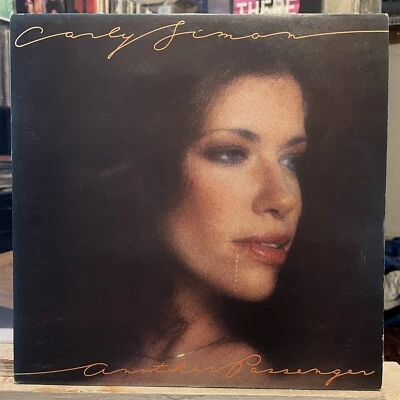 Carly Simon
Another Passenger